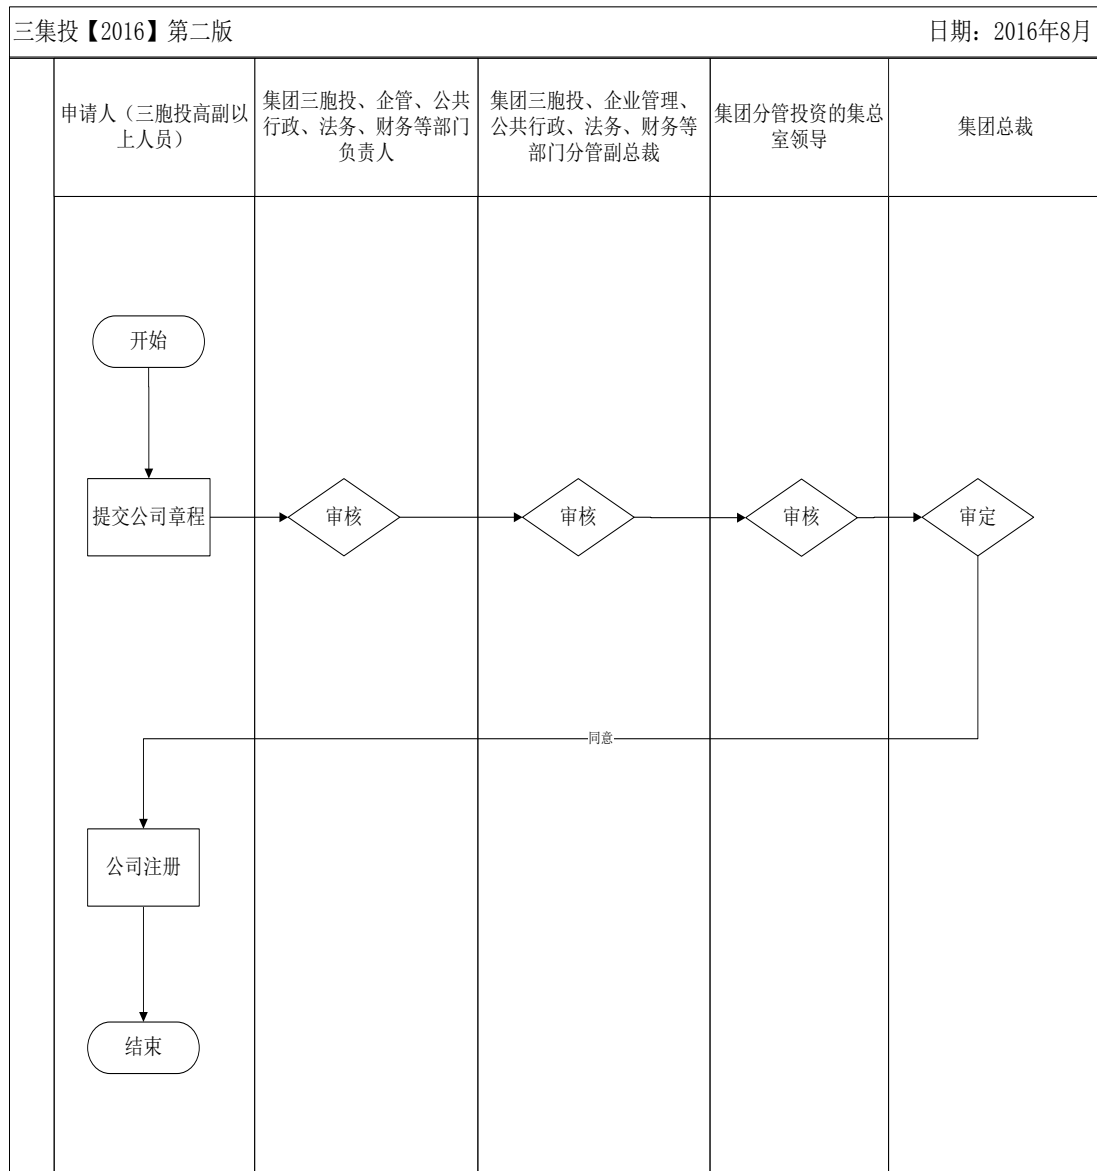 三集投【2016】第二版
日期：2016年8月
申请人（三胞投高副以
上人员）
集团三胞投、企管、公共
行政、法务、财务等部门
负责人
集团三胞投、企业管理、
公共行政、法务、财务等
部门分管副总裁
集团分管投资的集总
室领导
集团总裁
开始
提交公司章程
审核
审核
审核
审定
同意
公司注册
结束